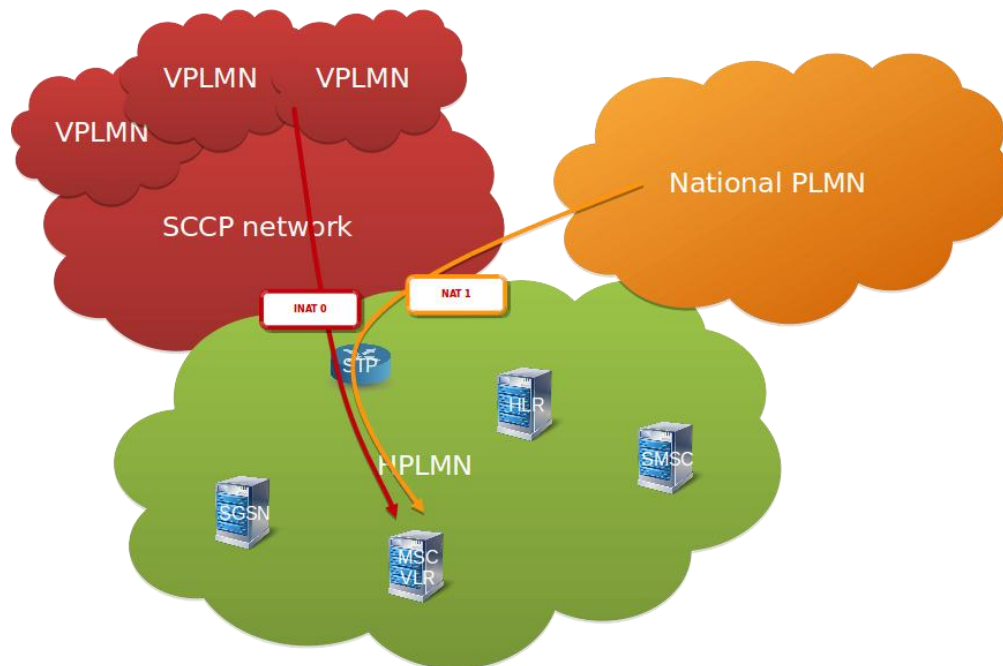 VPLMN
VPLMN
VPLMN
National PLMN
SCCP network
INAT 0
NAT 1
STP
HLR
HPLMN
SMSC
SGSN
MSC
VLR